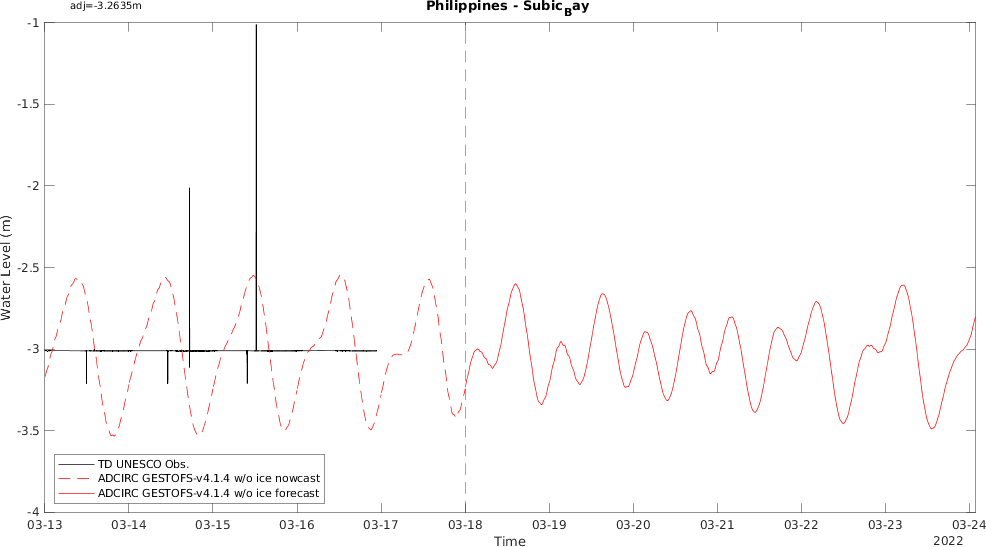 adj=-3.2635m
Philippines - Subic_Bay
-1
-1.5
-2
-2.5
-3
-3.5
-4
Water Level (m)
TD UNESCO Obs.
ADCIRC GESTOFS-v4.1.4 w/o ice nowcast
ADCIRC GESTOFS-v4.1.4 w/o ice forecast
03-13 03-14 03-15 03-16 03-17 03-18 03-19 03-20 03-21 03-22 03-23 03-24
Time
2022